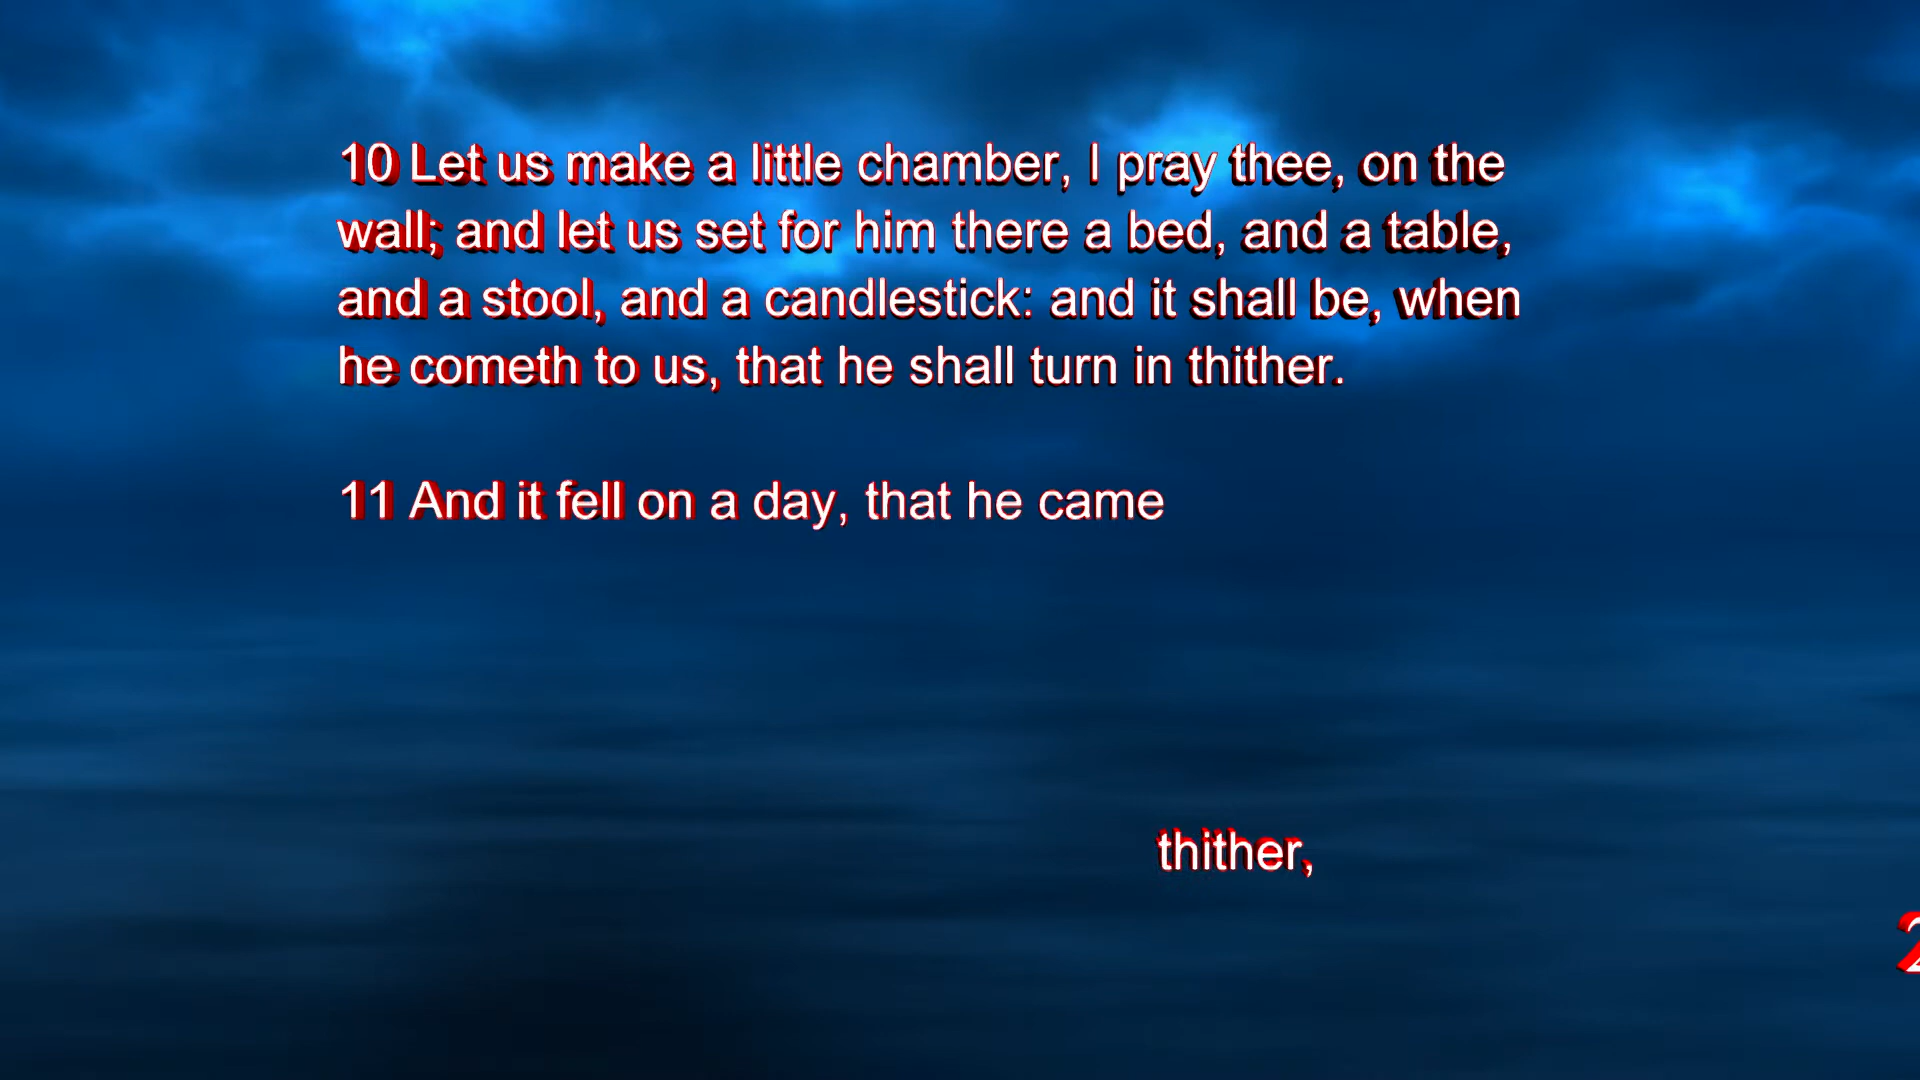 10 Let us make a little chamber, I pray thee, on the
wall; and let us set for him there a bed, and a table,
and a stool, and a candlestick: and it shall be, when
he cometh to us, that he shall turn in thither.
11 And it fell on a day, that he came
thither,
2